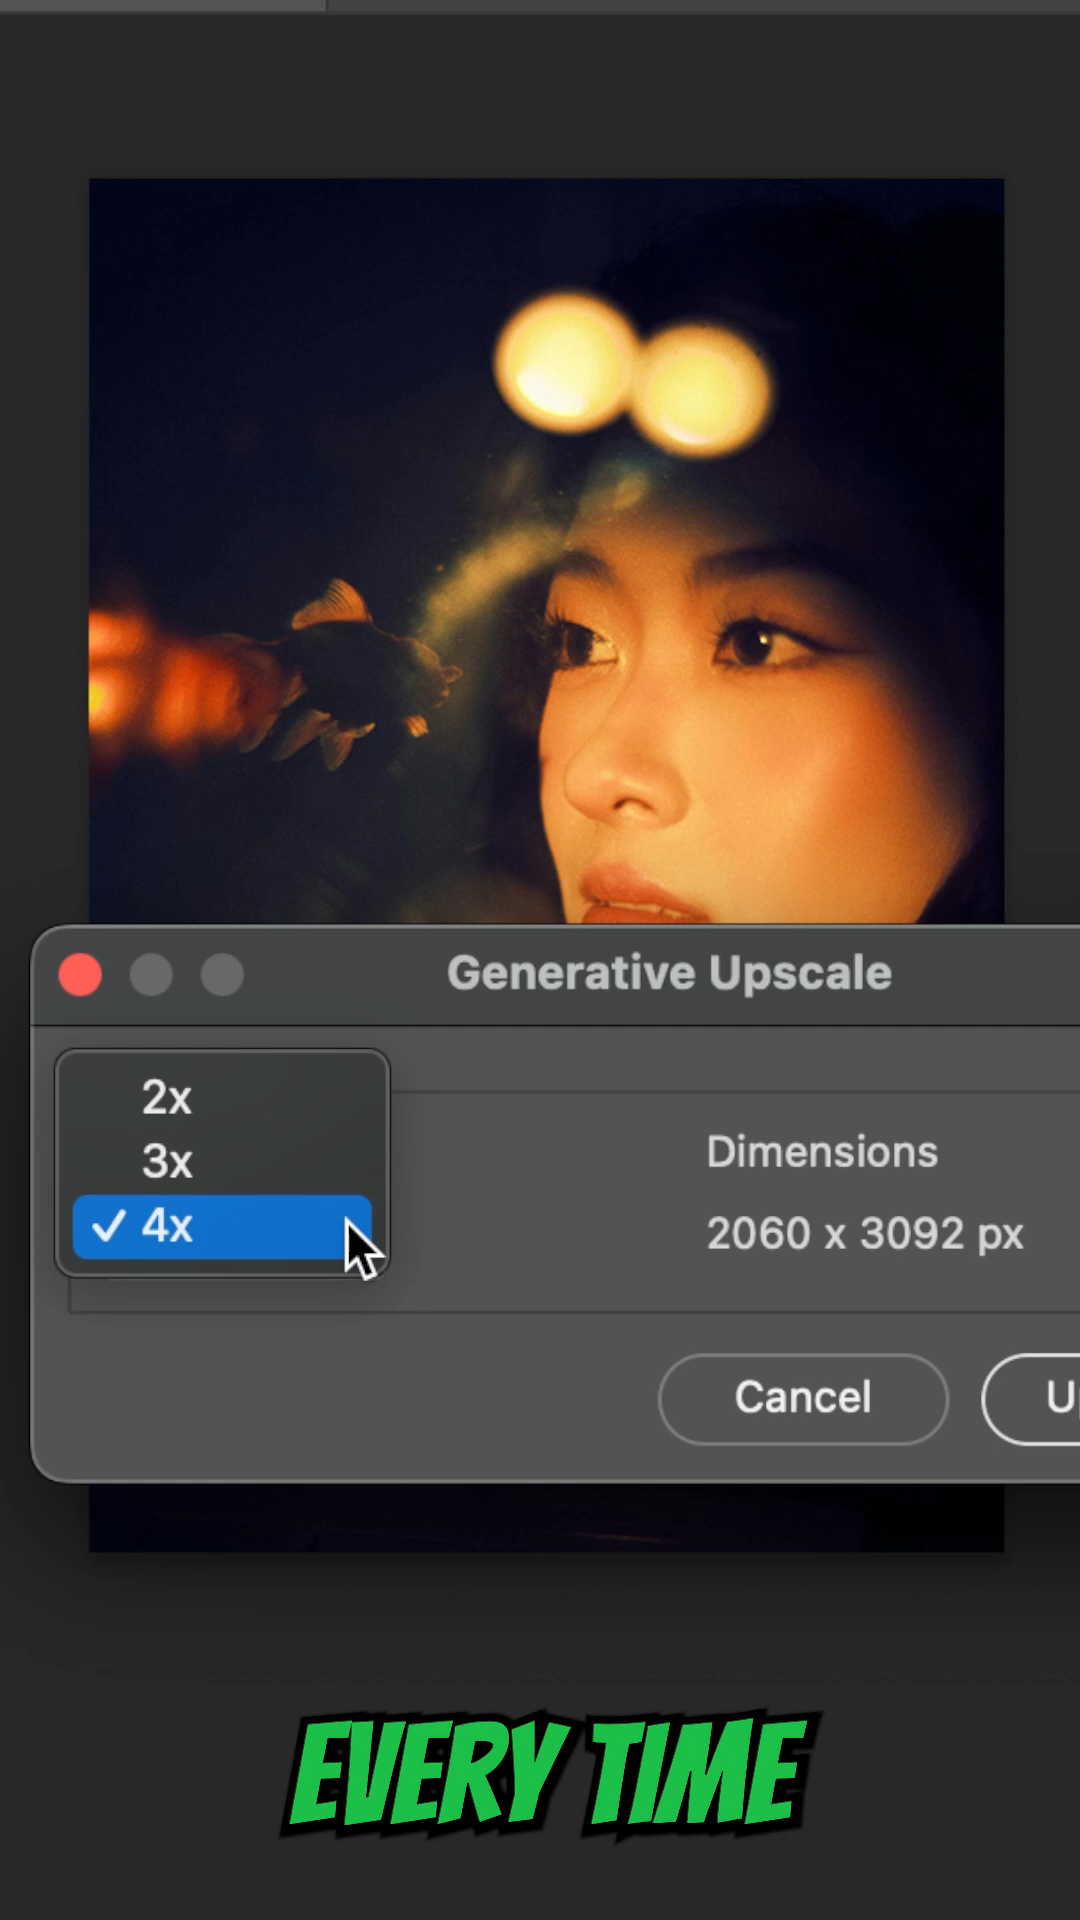 Generative Upscale
2x
3x
4x
Dimensions
2060 x 3092 px
Cancel
EVERY TIME